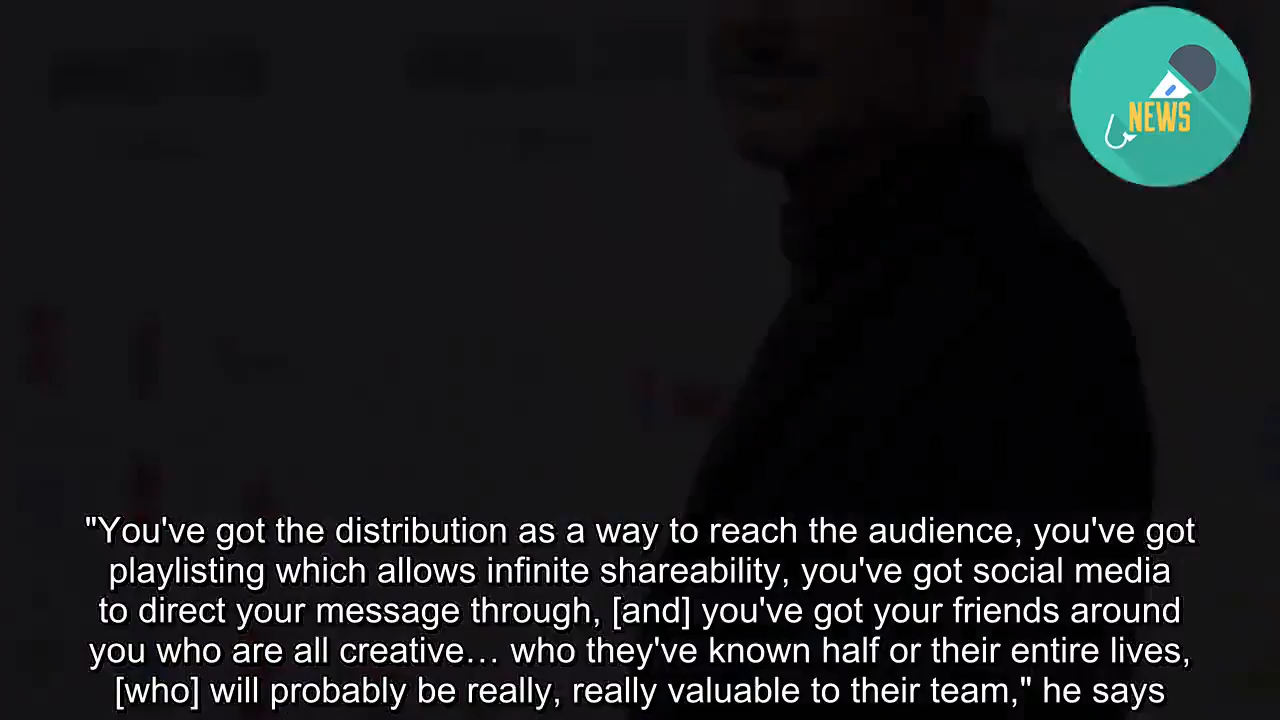 NEWS
"You've got the distribution as a way to reach the audience, you've got
playlisting which allows infinite shareability, you've got social media
to direct your message through, [and] you've got your friends around
you who are all creative… who they've known half or their entire lives,
[who] will probably be really, really valuable to their team," he says